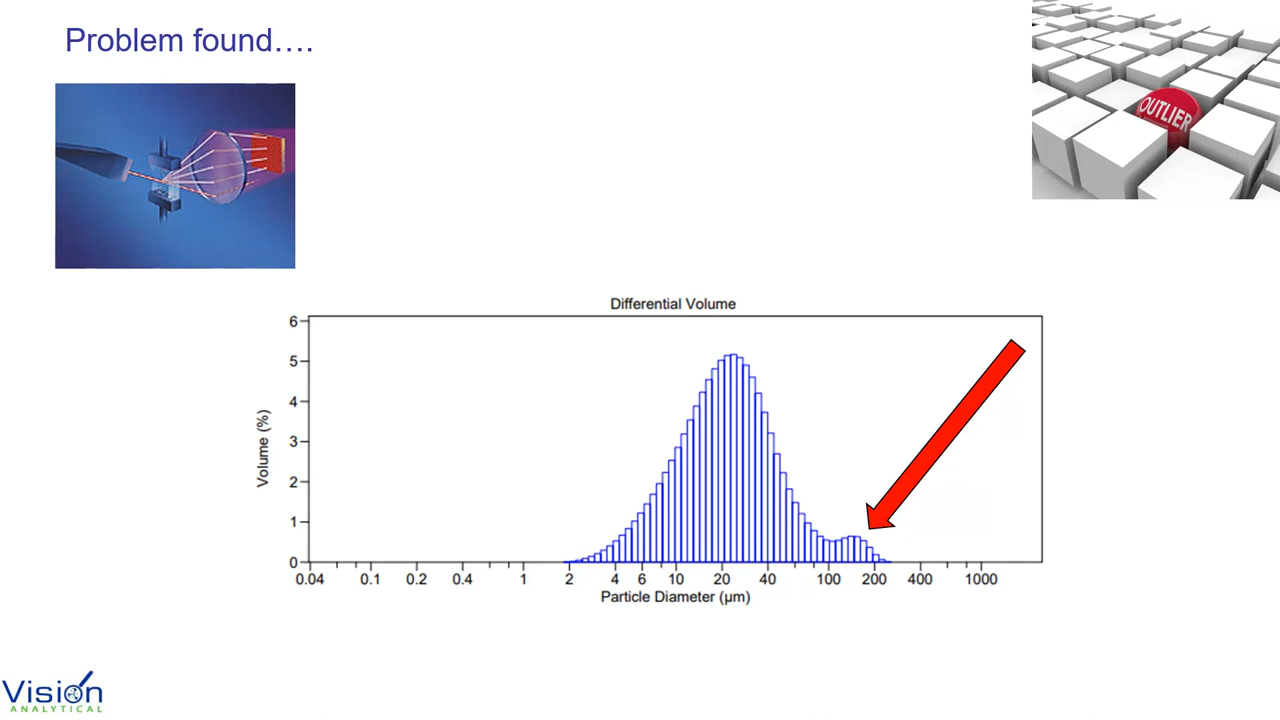 Problem found….
OUTLIER
Differential Volume
6
5
4
3
2
1
0
Volume (%)
0.04 0.1 0.2 0.4 1 2 4 6 10 20 40 100 200 400 1000
Particle Diameter (µm)
Vision
ANALYTICAL